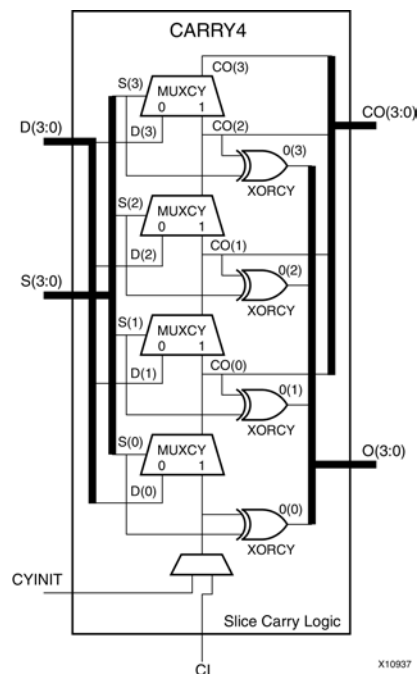 CARRY4
CO(3)
S(3)
MUXCY
0 1
D(3:0)
D(3)
CO(2)
CO(3:0)
0(3)
XORCY
S(2)
MUXCY
0 1
D(2)
CO(1)
0(2)
XORCY
S(3:0)
S(1)
MUXCY
0 1
D(1)
CO(0)
0(1)
XORCY
S(0)
MUXCY
0 1
D(0)
O(3:0)
0(0)
XORCY
CYINIT
Slice Carry Logic
CI
X10937